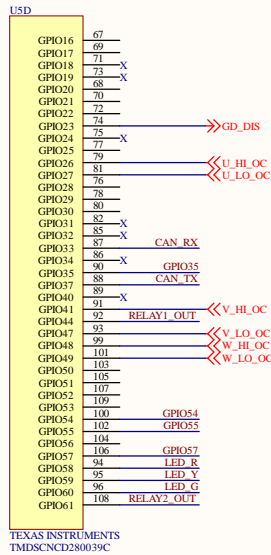 U5D
GPIO16 67
GPIO17 69
GPIO18 71 X
GPIO19 73 X
GPIO20 68
GPIO21 70
GPIO22 72
GPIO23 74 GD_DIS
GPIO24 75 X
GPIO25 77
GPIO26 79 U_HI_OC
GPIO27 81 U_LO_OC
GPIO28 76
GPIO29 78
GPIO30 80
GPIO31 82 X
GPIO32 85 X
GPIO33 87 CAN_RX
GPIO34 86 X
GPIO35 90 GPIO35
GPIO37 88 CAN_TX
GPIO40 89 X
GPIO41 91 V_HI_OC
GPIO44 92 RELAY1_OUT
GPIO47 93 V_LO_OC
GPIO48 99 W_HI_OC
GPIO49 101 W_LO_OC
GPIO50 103
GPIO51 105
GPIO52 107
GPIO53 109
GPIO54 100 GPIO54
GPIO55 102 GPIO55
GPIO56 104
GPIO57 106 GPIO57
GPIO58 94 LED_R
GPIO59 95 LED_Y
GPIO60 96 LED_G
GPIO61 108 RELAY2_OUT
TEXAS INSTRUMENTS
TMDSCNCD280039C